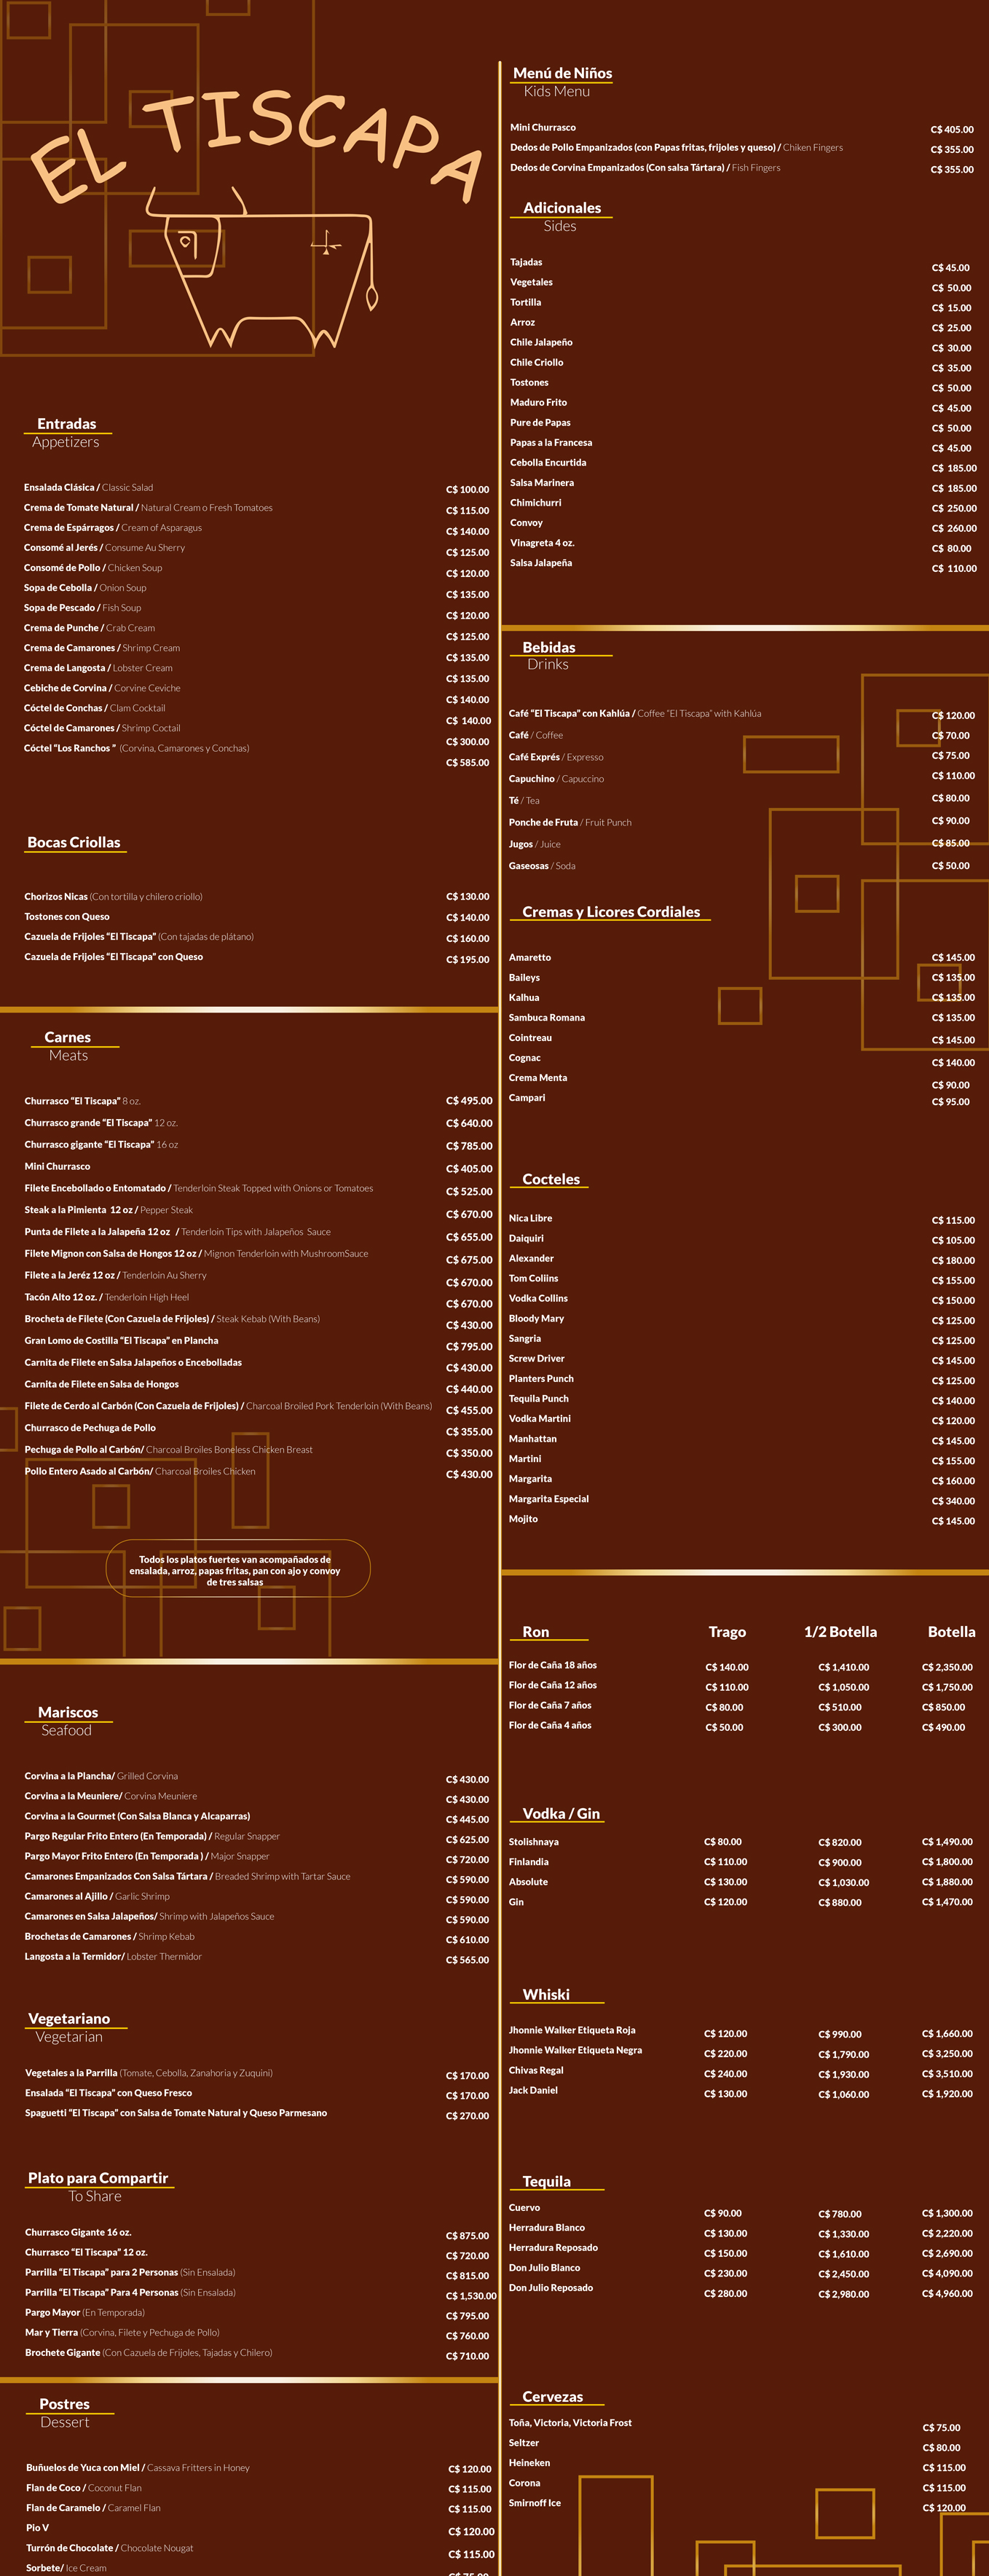 EL TISCAPA
Entradas
Appetizers
Ensalada Clásica / Classic Salad C$ 100.00
Crema de Tomate Natural / Natural Cream o Fresh Tomatoes C$ 115.00
Crema de Espárragos / Cream of Asparagus C$ 140.00
Consomé al Jerés / Consume Au Sherry C$ 125.00
Consomé de Pollo / Chicken Soup C$ 120.00
Sopa de Cebolla / Onion Soup C$ 135.00
Sopa de Pescado / Fish Soup C$ 120.00
Crema de Punche / Crab Cream C$ 125.00
Crema de Camarones / Shrimp Cream C$ 135.00
Crema de Langosta / Lobster Cream C$ 135.00
Cebiche de Corvina / Corvine Ceviche C$ 140.00
Cóctel de Conchas / Clam Cocktail C$ 140.00
Cóctel de Camarones / Shrimp Coctail C$ 300.00
Cóctel “Los Ranchos ” (Corvina, Camarones y Conchas) C$ 585.00
Bocas Criollas
Chorizos Nicas (Con tortilla y chilero criollo) C$ 130.00
Tostones con Queso C$ 140.00
Cazuela de Frijoles “El Tiscapa” (Con tajadas de plátano) C$ 160.00
Cazuela de Frijoles “El Tiscapa” con Queso C$ 195.00
Carnes
Meats
Churrasco “El Tiscapa” 8 oz. C$ 495.00
Churrasco grande “El Tiscapa” 12 oz. C$ 640.00
Churrasco gigante “El Tiscapa” 16 oz C$ 785.00
Mini Churrasco C$ 405.00
Filete Encebollado o Entomatado / Tenderloin Steak Topped with Onions or Tomatoes C$ 525.00
Steak a la Pimienta 12 oz / Pepper Steak C$ 670.00
Punta de Filete a la Jalapeña 12 oz / Tenderloin Tips with Jalapeños Sauce C$ 655.00
Filete Mignon con Salsa de Hongos 12 oz / Mignon Tenderloin with MushroomSauce C$ 675.00
Filete a la Jeréz 12 oz / Tenderloin Au Sherry C$ 670.00
Tacón Alto 12 oz. / Tenderloin High Heel C$ 670.00
Brocheta de Filete (Con Cazuela de Frijoles) / Steak Kebab (With Beans) C$ 430.00
Gran Lomo de Costilla “El Tiscapa” en Plancha C$ 795.00
Carnita de Filete en Salsa Jalapeños o Encebolladas C$ 430.00
Carnita de Filete en Salsa de Hongos C$ 440.00
Filete de Cerdo al Carbón (Con Cazuela de Frijoles) / Charcoal Broiled Pork Tenderloin (With Beans) C$ 455.00
Churrasco de Pechuga de Pollo C$ 355.00
Pechuga de Pollo al Carbón/ Charcoal Broiles Boneless Chicken Breast C$ 350.00
Pollo Entero Asado al Carbón/ Charcoal Broiles Chicken C$ 430.00
Todos los platos fuertes van acompañados de
ensalada, arroz, papas fritas, pan con ajo y convoy
de tres salsas
Mariscos
Seafood
Corvina a la Plancha/ Grilled Corvina C$ 430.00
Corvina a la Meuniere/ Corvina Meuniere C$ 430.00
Corvina a la Gourmet (Con Salsa Blanca y Alcaparras) C$ 445.00
Pargo Regular Frito Entero (En Temporada) / Regular Snapper C$ 625.00
Pargo Mayor Frito Entero (En Temporada ) / Major Snapper C$ 720.00
Camarones Empanizados Con Salsa Tártara / Breaded Shrimp with Tartar Sauce C$ 590.00
Camarones al Ajillo / Garlic Shrimp C$ 590.00
Camarones en Salsa Jalapeños/ Shrimp with Jalapeños Sauce C$ 590.00
Brochetas de Camarones / Shrimp Kebab C$ 610.00
Langosta a la Termidor/ Lobster Thermidor C$ 565.00
Vegetariano
Vegetarian
Vegetales a la Parrilla (Tomate, Cebolla, Zanahoria y Zuquini) C$ 170.00
Ensalada “El Tiscapa” con Queso Fresco C$ 170.00
Spaguetti “El Tiscapa” con Salsa de Tomate Natural y Queso Parmesano C$ 270.00
Plato para Compartir
To Share
Churrasco Gigante 16 oz. C$ 875.00
Churrasco “El Tiscapa” 12 oz. C$ 720.00
Parrilla “El Tiscapa” para 2 Personas (Sin Ensalada) C$ 815.00
Parrilla “El Tiscapa” Para 4 Personas (Sin Ensalada) C$ 1,530.00
Pargo Mayor (En Temporada) C$ 795.00
Mar y Tierra (Corvina, Filete y Pechuga de Pollo) C$ 760.00
Brochete Gigante (Con Cazuela de Frijoles, Tajadas y Chilero) C$ 710.00
Postres
Dessert
Buñuelos de Yuca con Miel / Cassava Fritters in Honey C$ 120.00
Flan de Coco / Coconut Flan C$ 115.00
Flan de Caramelo / Caramel Flan C$ 115.00
Pio V C$ 120.00
Turrón de Chocolate / Chocolate Nougat C$ 115.00
Sorbete/ Ice Cream
Menú de Niños
Kids Menu
Mini Churrasco C$ 405.00
Dedos de Pollo Empanizados (con Papas fritas, frijoles y queso) / Chiken Fingers C$ 355.00
Dedos de Corvina Empanizados (Con salsa Tártara) / Fish Fingers C$ 355.00
Adicionales
Sides
Tajadas C$ 45.00
Vegetales C$ 50.00
Tortilla C$ 15.00
Arroz C$ 25.00
Chile Jalapeño C$ 30.00
Chile Criollo C$ 35.00
Tostones C$ 50.00
Maduro Frito C$ 45.00
Pure de Papas C$ 50.00
Papas a la Francesa C$ 45.00
Cebolla Encurtida C$ 185.00
Salsa Marinera C$ 185.00
Chimichurri C$ 250.00
Convoy C$ 260.00
Vinagreta 4 oz. C$ 80.00
Salsa Jalapeña C$ 110.00
Bebidas
Drinks
Café “El TIscapa” con Kahlúa / Coffee “El Tiscapa” with Kahlúa C$ 120.00
Café / Coffee C$ 70.00
Café Exprés / Expresso C$ 75.00
Capuchino / Capuccino C$ 110.00
Té / Tea C$ 80.00
Ponche de Fruta / Fruit Punch C$ 90.00
Jugos / Juice C$ 85.00
Gaseosas / Soda C$ 50.00
Cremas y Licores Cordiales
Amaretto C$ 145.00
Baileys C$ 135.00
Kalhua C$ 135.00
Sambuca Romana C$ 135.00
Cointreau C$ 145.00
Cognac C$ 140.00
Crema Menta C$ 90.00
Campari C$ 95.00
Cocteles
Nica Libre C$ 115.00
Daiquiri C$ 105.00
Alexander C$ 180.00
Tom Collins C$ 155.00
Vodka Collins C$ 150.00
Bloody Mary C$ 125.00
Sangria C$ 125.00
Screw Driver C$ 145.00
Planters Punch C$ 125.00
Tequila Punch C$ 140.00
Vodka Martini C$ 120.00
Manhattan C$ 145.00
Martini C$ 155.00
Margarita C$ 160.00
Margarita Especial C$ 340.00
Mojito C$ 145.00
Ron Trago 1/2 Botella Botella
Flor de Caña 18 años C$ 140.00 C$ 1,410.00 C$ 2,350.00
Flor de Caña 12 años C$ 110.00 C$ 1,050.00 C$ 1,750.00
Flor de Caña 7 años C$ 80.00 C$ 510.00 C$ 850.00
Flor de Caña 4 años C$ 50.00 C$ 300.00 C$ 490.00
Vodka / Gin
Stolishnaya C$ 80.00 C$ 820.00 C$ 1,490.00
Finlandia C$ 110.00 C$ 900.00 C$ 1,800.00
Absolute C$ 130.00 C$ 1,030.00 C$ 1,880.00
Gin C$ 120.00 C$ 880.00 C$ 1,470.00
Whiski
Jhonnie Walker Etiqueta Roja C$ 120.00 C$ 990.00 C$ 1,660.00
Jhonnie Walker Etiqueta Negra C$ 220.00 C$ 1,790.00 C$ 3,250.00
Chivas Regal C$ 240.00 C$ 1,930.00 C$ 3,510.00
Jack Daniel C$ 130.00 C$ 1,060.00 C$ 1,920.00
Tequila
Cuervo C$ 90.00 C$ 780.00 C$ 1,300.00
Herradura Blanco C$ 130.00 C$ 1,330.00 C$ 2,220.00
Herradura Reposado C$ 150.00 C$ 1,610.00 C$ 2,690.00
Don Julio Blanco C$ 230.00 C$ 2,450.00 C$ 4,090.00
Don Julio Reposado C$ 280.00 C$ 2,980.00 C$ 4,960.00
Cervezas
Toña, Victoria, Victoria Frost C$ 75.00
Seltzer C$ 80.00
Heineken C$ 115.00
Corona C$ 115.00
Smirnoff Ice C$ 120.00